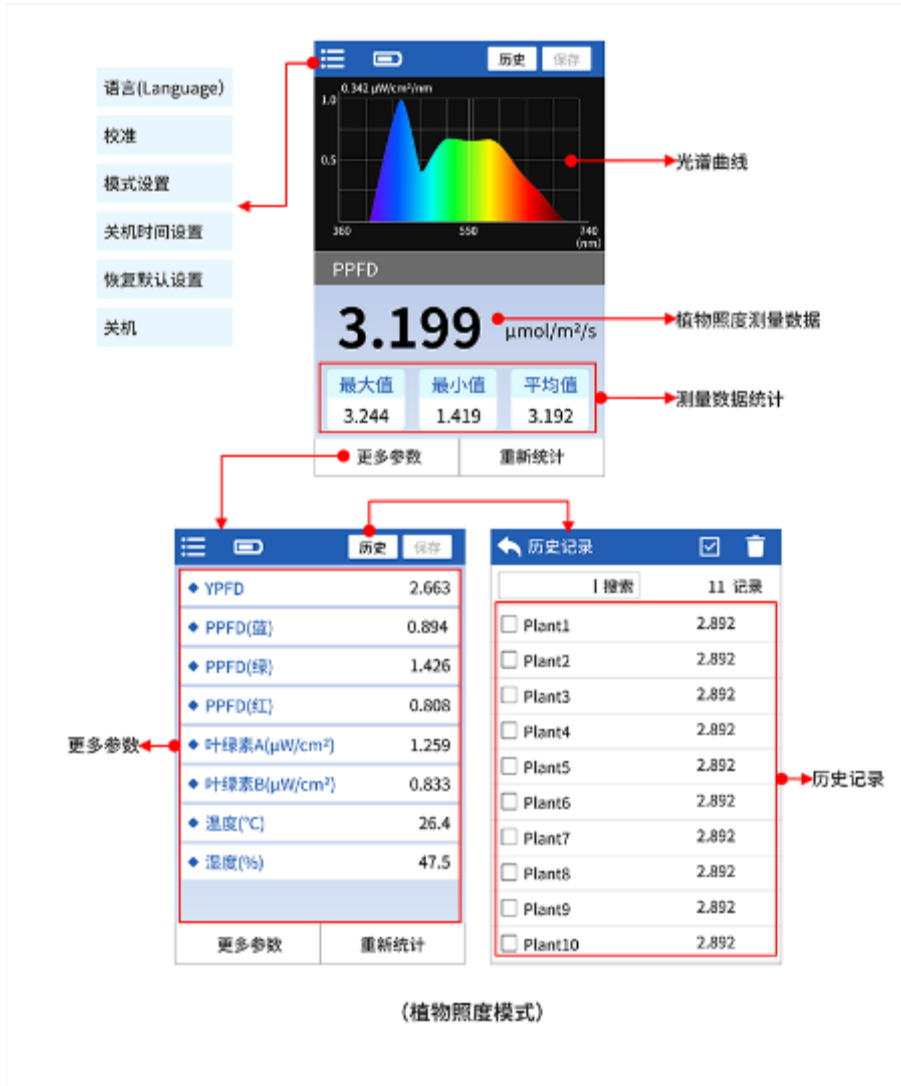 历史 保存
语言(Language)
校准
模式设置
关机时间设置
恢复默认设置
关机
0.342 μW/cm²/nm
1.0
0.5
360 550 740
(nm)
光谱曲线
PPFD
3.199 μmol/m²/s
植物照度测量数据
最大值 最小值 平均值
3.244 1.419 3.192
测量数据统计
更多参数 重新统计
历史 保存
YPFD 2.663
PPFD(蓝) 0.894
PPFD(绿) 1.426
PPFD(红) 0.808
叶绿素A(μW/cm²) 1.259
叶绿素B(μW/cm²) 0.833
温度(℃) 26.4
湿度(%) 47.5
更多参数
更多参数 重新统计
历史记录
搜索 11 记录
Plant1 2.892
Plant2 2.892
Plant3 2.892
Plant4 2.892
Plant5 2.892
Plant6 2.892
Plant7 2.892
Plant8 2.892
Plant9 2.892
Plant10 2.892
历史记录
(植物照度模式)